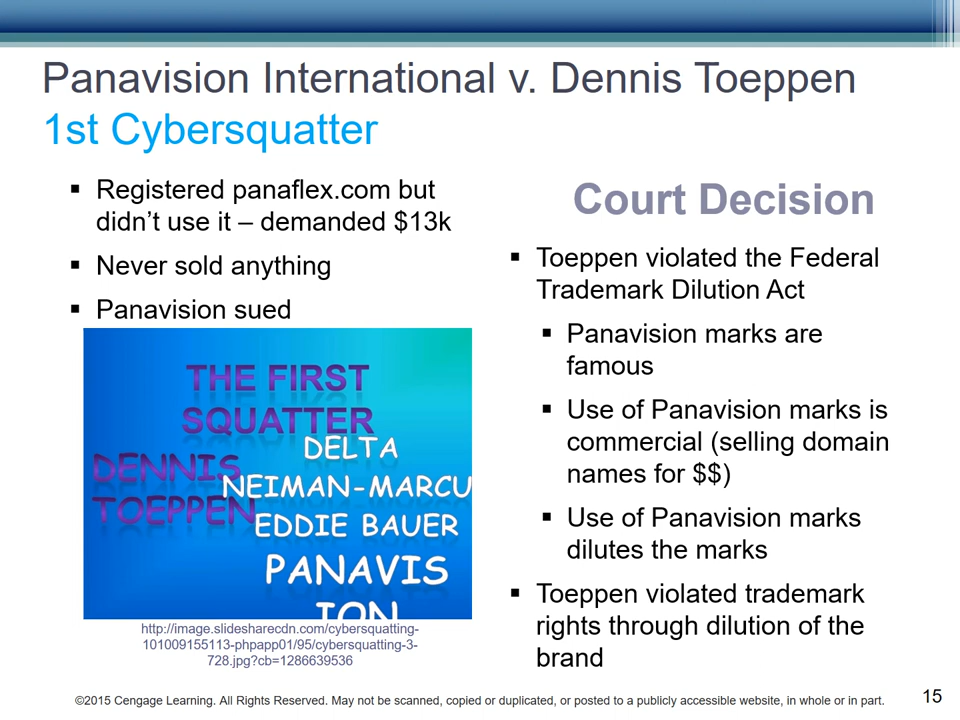 Panavision International v. Dennis Toeppen
1st Cybersquatter
▪ Registered panaflex.com but
didn’t use it – demanded $13k
▪ Never sold anything
▪ Panavision sued
THE FIRST
SQUATTER
DENNIS
TOEPPEN
DELTA
NEIMAN-MARCU
EDDIE BAUER
PANAVIS
ION
http://image.slidesharecdn.com/cybersquatting-
101009155113-phpapp01/95/cybersquatting-3-
728.jpg?cb=1286639536
Court Decision
▪ Toeppen violated the Federal
Trademark Dilution Act
▪ Panavision marks are
famous
▪ Use of Panavision marks is
commercial (selling domain
names for $$)
▪ Use of Panavision marks
dilutes the marks
▪ Toeppen violated trademark
rights through dilution of the
brand
©2015 Cengage Learning. All Rights Reserved. May not be scanned, copied or duplicated, or posted to a publicly accessible website, in whole or in part.
15